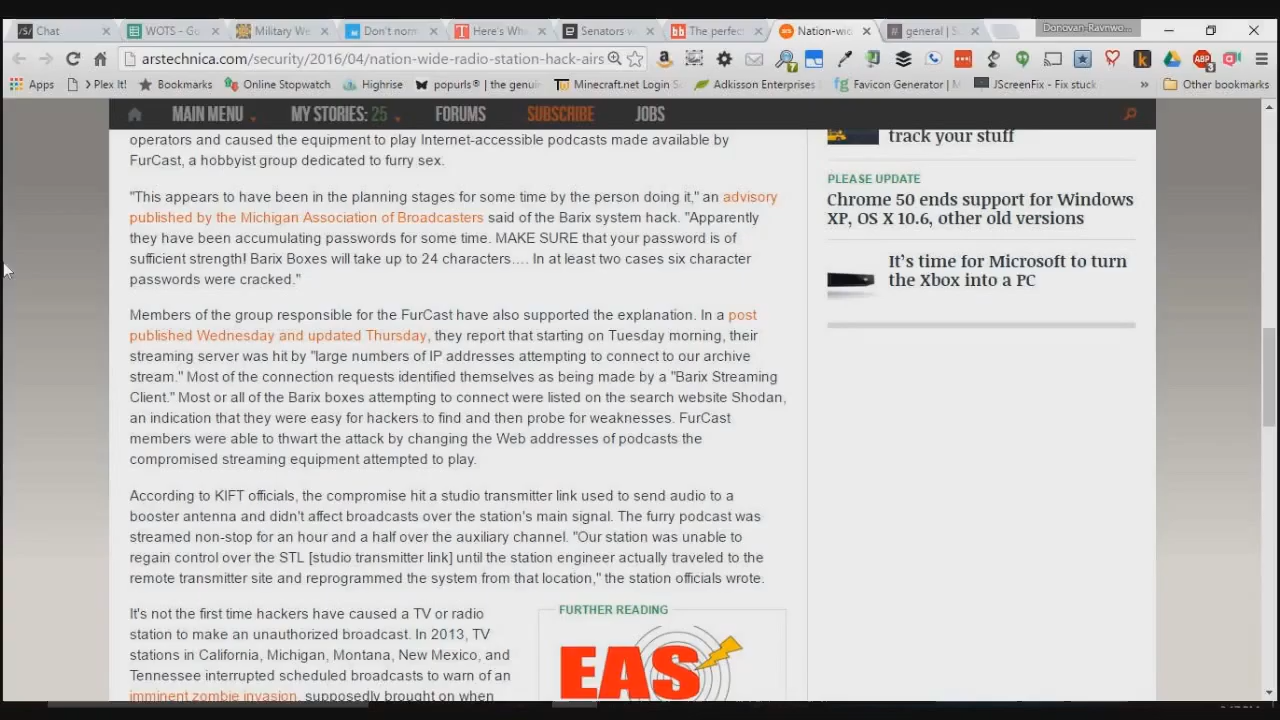 Chat
WOTS - G
Military We
Don't norm
Here's Wh
Senators w
The perfec
Nation-wi
general | S
Donovan-Ravnwo
arstechnica.com/security/2016/04/nation-wide-radio-station-hack-airs
Apps
> Plex It!
Bookmarks
Online Stopwatch
Highrise
popurls® | the genui
Minecraft.net Login S
Adkisson Enterprises
Favicon Generator |
JScreenFix - Fix stuck
»
Other bookmarks
MAIN MENU
MY STORIES: 25
FORUMS
SUBSCRIBE
JOBS
operators and caused the equipment to play Internet-accessible podcasts made available by
FurCast, a hobbyist group dedicated to furry sex.
"This appears to have been in the planning stages for some time by the person doing it," an advisory
published by the Michigan Association of Broadcasters said of the Barix system hack. "Apparently
they have been accumulating passwords for some time. MAKE SURE that your password is of
sufficient strength! Barix Boxes will take up to 24 characters…. In at least two cases six character
passwords were cracked."
Members of the group responsible for the FurCast have also supported the explanation. In a post
published Wednesday and updated Thursday, they report that starting on Tuesday morning, their
streaming server was hit by "large numbers of IP addresses attempting to connect to our archive
stream." Most of the connection requests identified themselves as being made by a "Barix Streaming
Client." Most or all of the Barix boxes attempting to connect were listed on the search website Shodan,
an indication that they were easy for hackers to find and then probe for weaknesses. FurCast
members were able to thwart the attack by changing the Web addresses of podcasts the
compromised streaming equipment attempted to play.
According to KIFT officials, the compromise hit a studio transmitter link used to send audio to a
booster antenna and didn't affect broadcasts over the station's main signal. The furry podcast was
streamed non-stop for an hour and a half over the auxiliary channel. "Our station was unable to
regain control over the STL [studio transmitter link] until the station engineer actually traveled to the
remote transmitter site and reprogrammed the system from that location," the station officials wrote.
It's not the first time hackers have caused a TV or radio
station to make an unauthorized broadcast. In 2013, TV
stations in California, Michigan, Montana, New Mexico, and
Tennessee interrupted scheduled broadcasts to warn of an
imminent zombie invasion, supposedly brought on when
FURTHER READING
EAS
track your stuff
PLEASE UPDATE
Chrome 50 ends support for Windows
XP, OS X 10.6, other old versions
It's time for Microsoft to turn
the Xbox into a PC